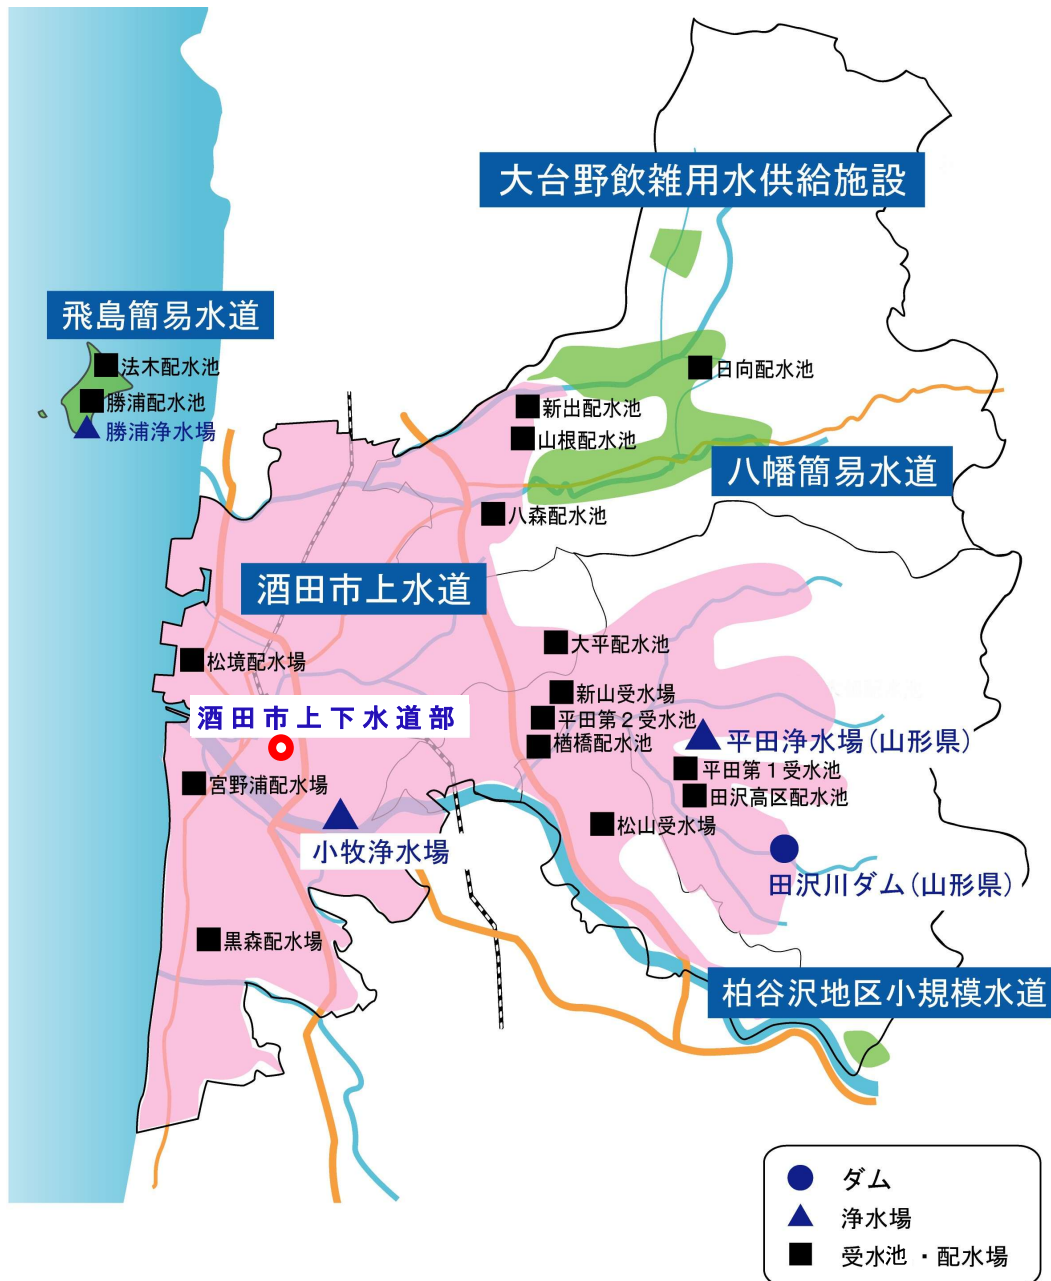 大台野飲雑用水供給施設
飛島簡易水道
法木配水池
日向配水池
勝浦配水池
新出配水池
勝浦浄水場
山根配水池
八幡簡易水道
八森配水池
酒田市上水道
大平配水池
松境配水場
新山受水場
酒田市上下水道部
平田第２受水池
楢橋配水池
平田浄水場(山形県)
平田第１受水池
宮野浦配水場
田沢高区配水池
松山受水場
小牧浄水場
田沢川ダム(山形県)
黒森配水場
柏谷沢地区小規模水道
ダム
浄水場
受水池・配水場